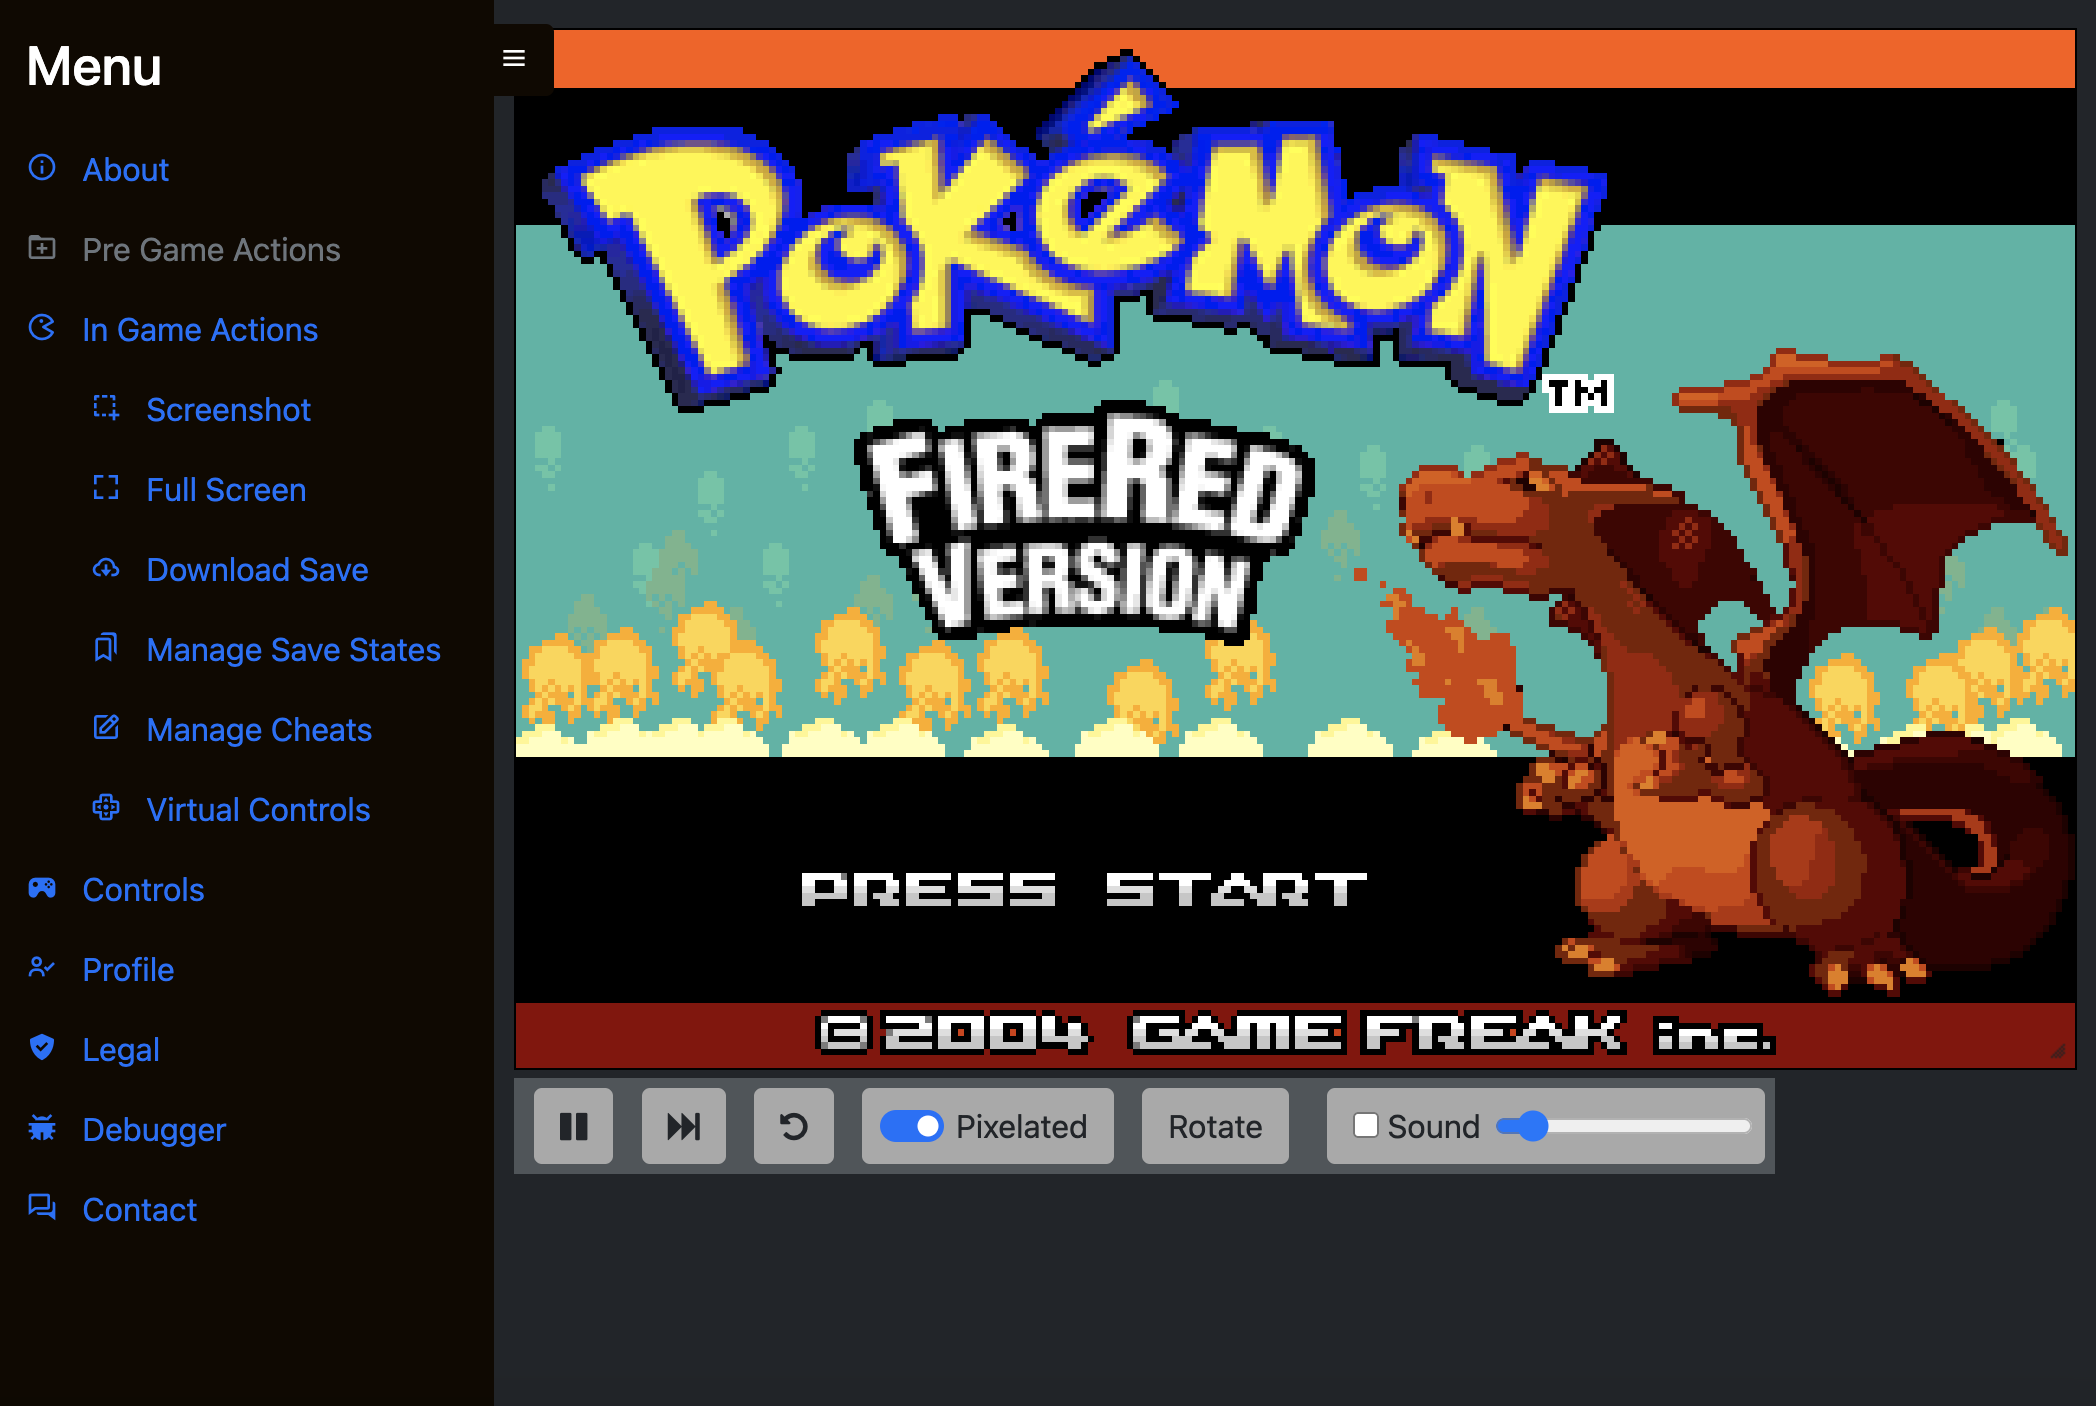 Menu
About
Pre Game Actions
In Game Actions
Screenshot
Full Screen
Download Save
Manage Save States
Manage Cheats
Virtual Controls
Controls
Profile
Legal
Debugger
Contact
POKéMON
TM
FIRERED
VERSION
PRESS START
©2004 GAME FREAK inc.
Pixelated
Rotate
Sound